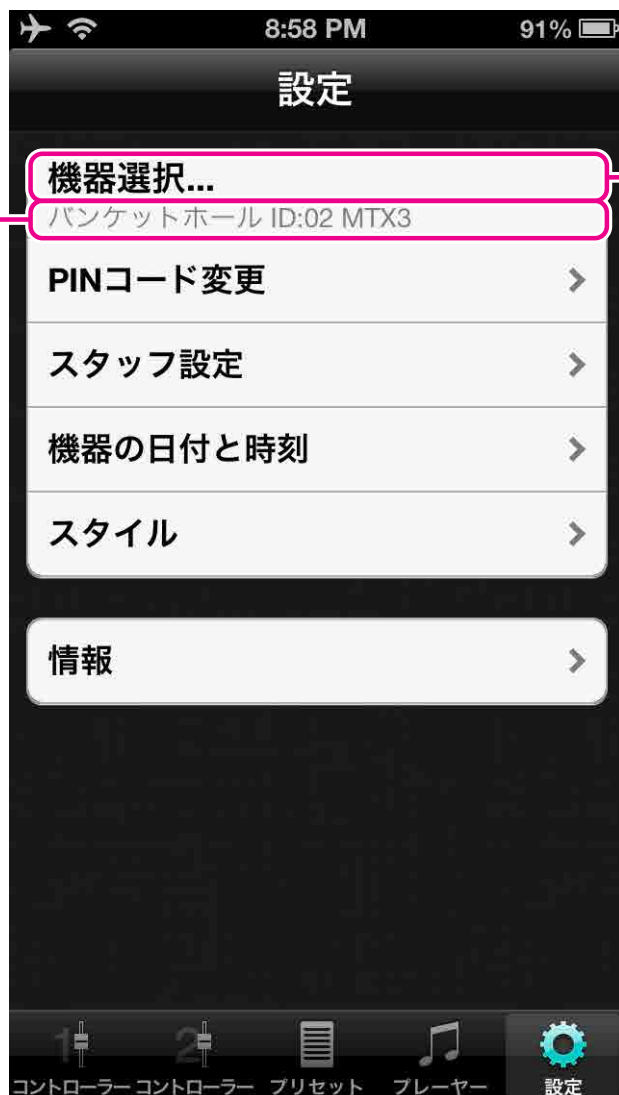 8:58 PM 91%
設定
機器選択...
バンケットホール ID:02 MTX3
PINコード変更
スタッフ設定
機器の日付と時刻
スタイル
情報
1 2
コントローラー コントローラー プリセット プレーヤー 設定